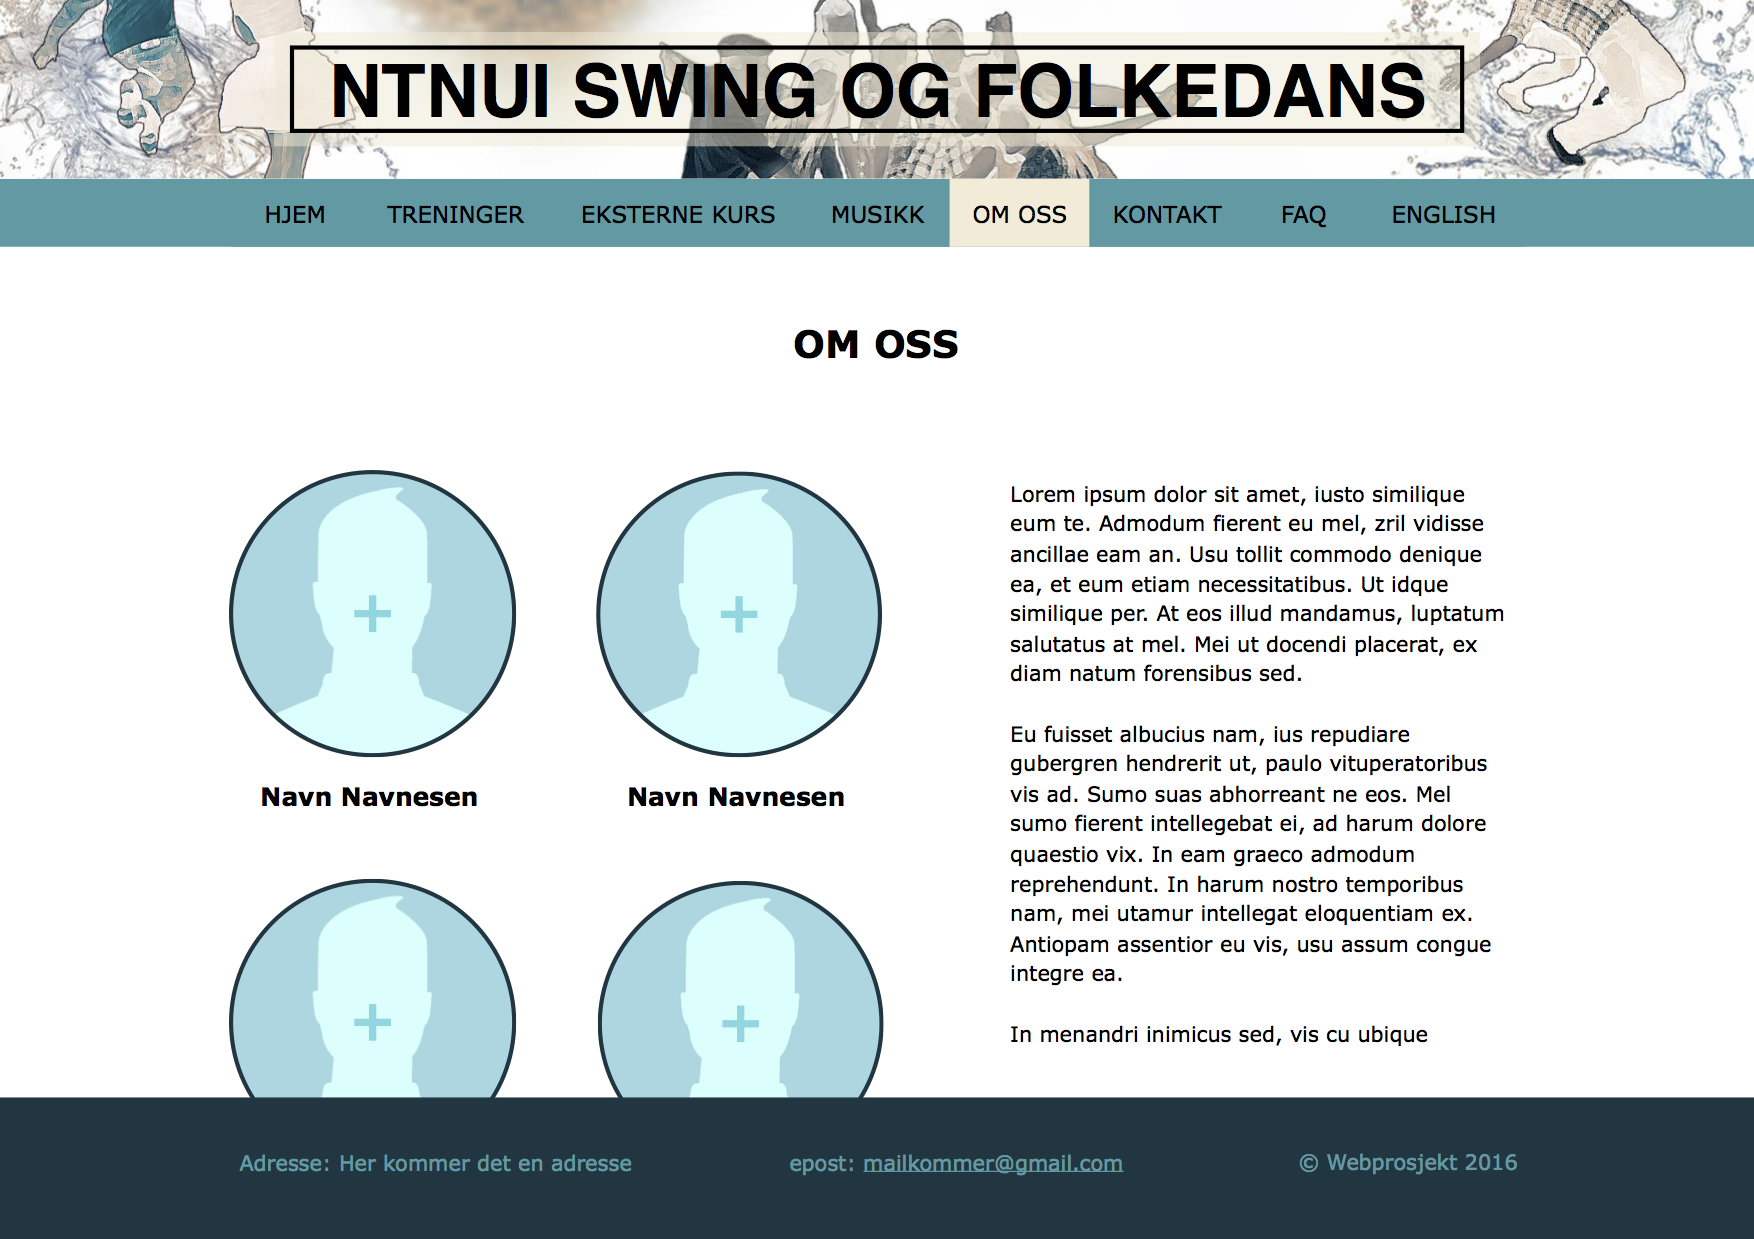 NTNUI SWING OG FOLKEDANS
HJEM TRENINGER EKSTERNE KURS MUSIKK OM OSS KONTAKT FAQ ENGLISH
OM OSS
Navn Navnesen
Navn Navnesen
Lorem ipsum dolor sit amet, iusto similique
eum te. Admodum fierent eu mel, zril vidisse
ancillae eam an. Usu tollit commodo denique
ea, et eum etiam necessitatibus. Ut idque
similique per. At eos illud mandamus, luptatum
salutatus at mel. Mei ut docendi placerat, ex
diam natum forensibus sed.
Eu fuisset albucius nam, ius repudiare
gubergren hendrerit ut, paulo vituperatoribus
vis ad. Sumo suas abhorreant ne eos. Mel
sumo fierent intellegebat ei, ad harum dolore
quaestio vix. In eam graeco admodum
reprehendunt. In harum nostro temporibus
nam, mei utamur intellegat eloquentiam ex.
Antiopam assentior eu vis, usu assum congue
integre ea.
In menandri inimicus sed, vis cu ubique
Adresse: Her kommer det en adresse
epost: mailkommer@gmail.com
© Webprosjekt 2016